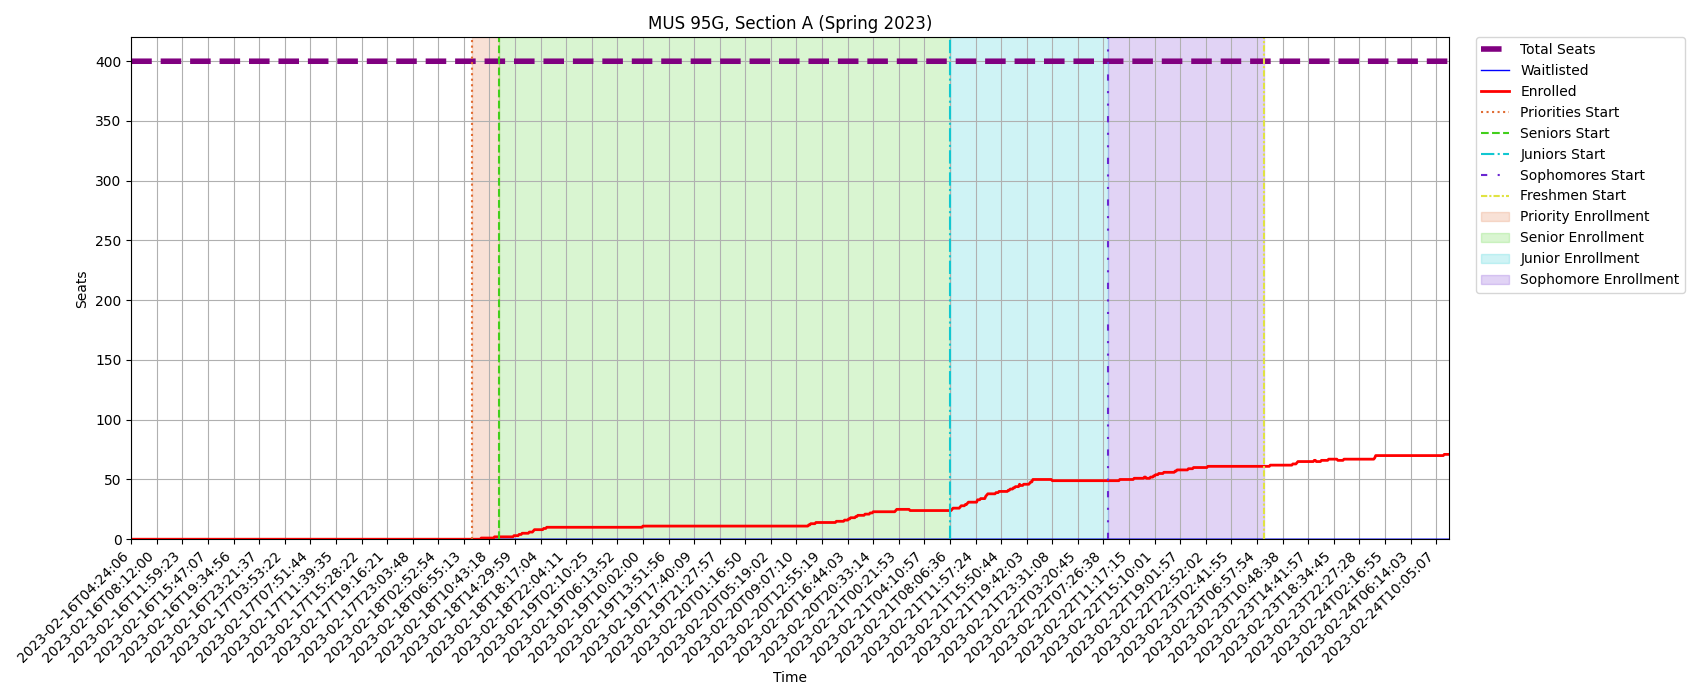 MUS 95G, Section A (Spring 2023)
Seats
400
350
300
250
200
150
100
50
0
2023-02-16T04:24:06
2023-02-16T08:12:00
2023-02-16T11:59:23
2023-02-16T15:47:07
2023-02-16T19:34:56
2023-02-16T23:21:37
2023-02-17T03:53:22
2023-02-17T07:51:44
2023-02-17T11:39:35
2023-02-17T15:28:22
2023-02-17T19:16:21
2023-02-17T23:03:48
2023-02-18T02:52:54
2023-02-18T06:55:13
2023-02-18T10:43:18
2023-02-18T14:29:59
2023-02-18T18:17:04
2023-02-18T22:04:11
2023-02-19T02:10:25
2023-02-19T06:13:52
2023-02-19T10:02:00
2023-02-19T13:51:56
2023-02-19T17:40:09
2023-02-19T21:27:57
2023-02-20T01:16:50
2023-02-20T05:19:02
2023-02-20T09:07:10
2023-02-20T12:55:19
2023-02-20T16:44:03
2023-02-20T20:33:14
2023-02-21T00:21:53
2023-02-21T04:10:57
2023-02-21T08:06:36
2023-02-21T11:57:24
2023-02-21T15:50:44
2023-02-21T19:42:03
2023-02-21T23:31:08
2023-02-22T03:20:45
2023-02-22T07:26:38
2023-02-22T11:17:15
2023-02-22T15:10:01
2023-02-22T19:01:57
2023-02-22T22:52:02
2023-02-23T02:41:55
2023-02-23T06:57:54
2023-02-23T10:48:38
2023-02-23T14:41:57
2023-02-23T18:34:45
2023-02-23T22:27:28
2023-02-24T02:16:55
2023-02-24T06:14:03
2023-02-24T10:05:07
Time
Total Seats
Waitlisted
Enrolled
Priorities Start
Seniors Start
Juniors Start
Sophomores Start
Freshmen Start
Priority Enrollment
Senior Enrollment
Junior Enrollment
Sophomore Enrollment